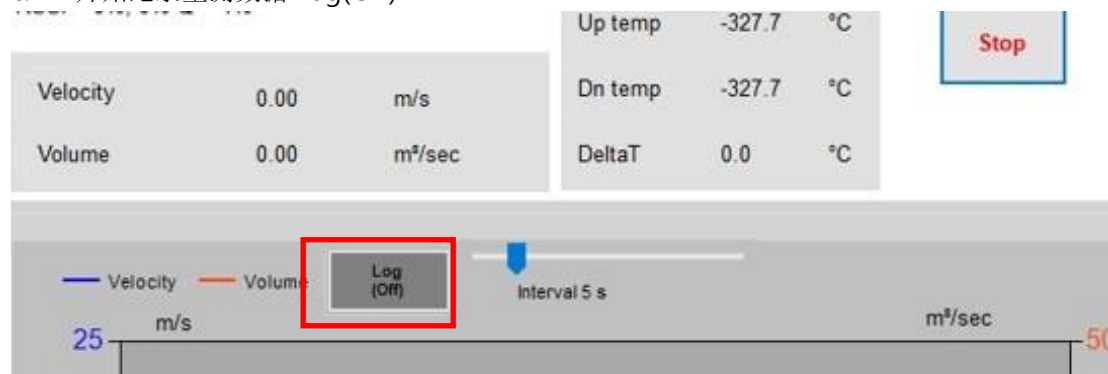 Up temp -327.7 °C
Stop
Velocity 0.00 m/s
Dn temp -327.7 °C
Volume 0.00 m³/sec
DeltaT 0.0 °C
Velocity Volume
Log
(Off)
Interval 5 s
m/s
m³/sec
25
50